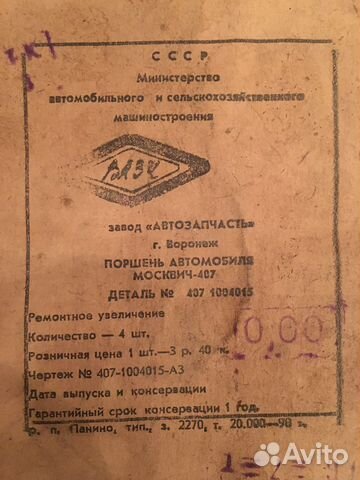 СССР
Министерство
автомобильного и сельскохозяйственного
машиностроения
ВАЗЧ
завод «АВТОЗАПЧАСТЬ»
г. Воронеж
ПОРШЕНЬ АВТОМОБИЛЯ
МОСКВИЧ-407
ДЕТАЛЬ № 407 1004015
Ремонтное увеличение 0,00
Количество — 4 шт.
Розничная цена 1 шт.—3 р. 40 к.
Чертеж № 407-1004015-А3
Дата выпуска и консервации
Гарантийный срок консервации 1 год.
р. п. Панино, тип., з. 2270, т. 20.000—90 г.
Avito